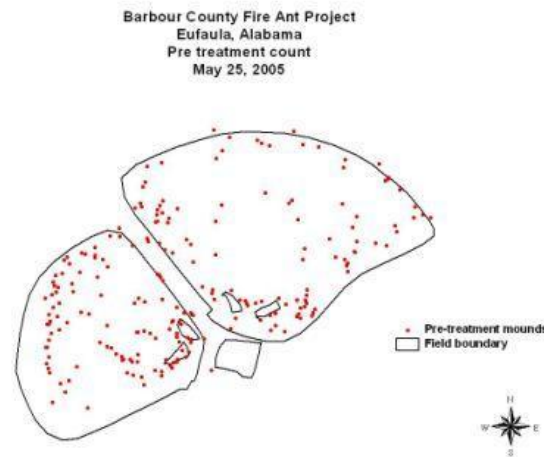 Barbour County Fire Ant Project
Eufaula, Alabama
Pre treatment count
May 25, 2005
Pre-treatment mounds
Field boundary
N
W E
S